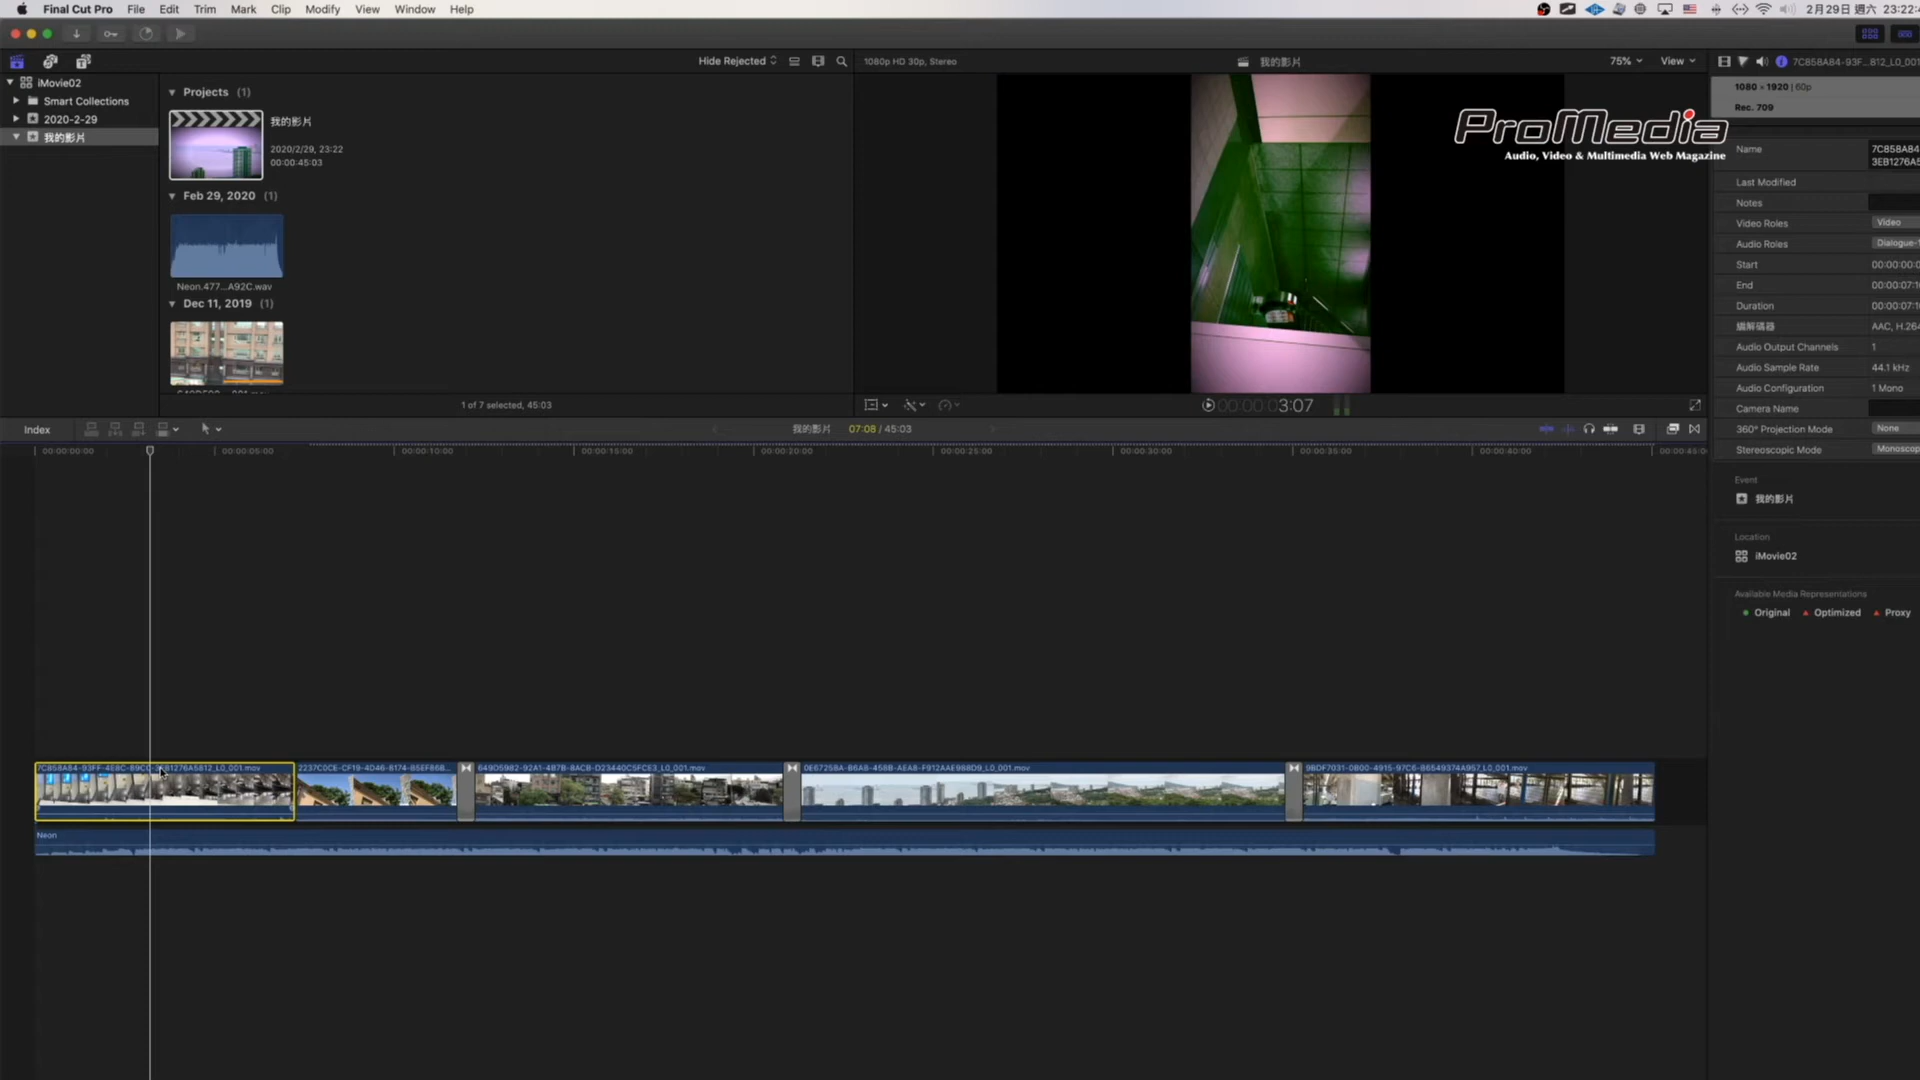 Final Cut Pro File Edit Trim Mark Clip Modify View Window Help
2月29日 週六 23:22:4
Hide Rejected
1080p HD 30p, Stereo
我的影片
75%
View
7C858A84-93F...812_L0_001
iMovie02
Smart Collections
2020-2-29
我的影片
Projects (1)
我的影片
2020/2/29, 23:22
00:00:45:03
Feb 29, 2020 (1)
Neon.477...A92C.wav
Dec 11, 2019 (1)
1 of 7 selected, 45:03
ProMedia
Audio, Video & Multimedia Web Magazine
00:00:00:03:07
1080 × 1920 | 60p
Rec. 709
Name 7C858A84
3EB1276A5
Last Modified
Notes
Video Roles Video
Audio Roles Dialogue-1
Start 00:00:00:0
End 00:00:07:1
Duration 00:00:07:1
編解碼器 AAC, H.264
Audio Output Channels 1
Audio Sample Rate 44.1 kHz
Audio Configuration 1 Mono
Camera Name
360° Projection Mode None
Stereoscopic Mode Monoscop
Event
我的影片
Location
iMovie02
Available Media Representations
Original Optimized Proxy
Index
我的影片 07:08 / 45:03
00:00:00:00 00:00:05:00 00:00:10:00 00:00:15:00 00:00:20:00 00:00:25:00 00:00:30:00 00:00:35:00 00:00:40:00 00:00:45:0
7C858A84-93FF-4E8C-89CC-3EB1276A5812_L0_001.mov
2237C0CE-CF19-4D46-8174-85EF86B...
649D5982-92A1-4B7B-8ACB-D23440C5FCE3_L0_001.mov
0E6725BA-B6A8-458B-AEA8-F912AAE988D9_L0_001.mov
9BDF7031-0B00-4915-97C6-86549374A957_L0_001.mov
Neon